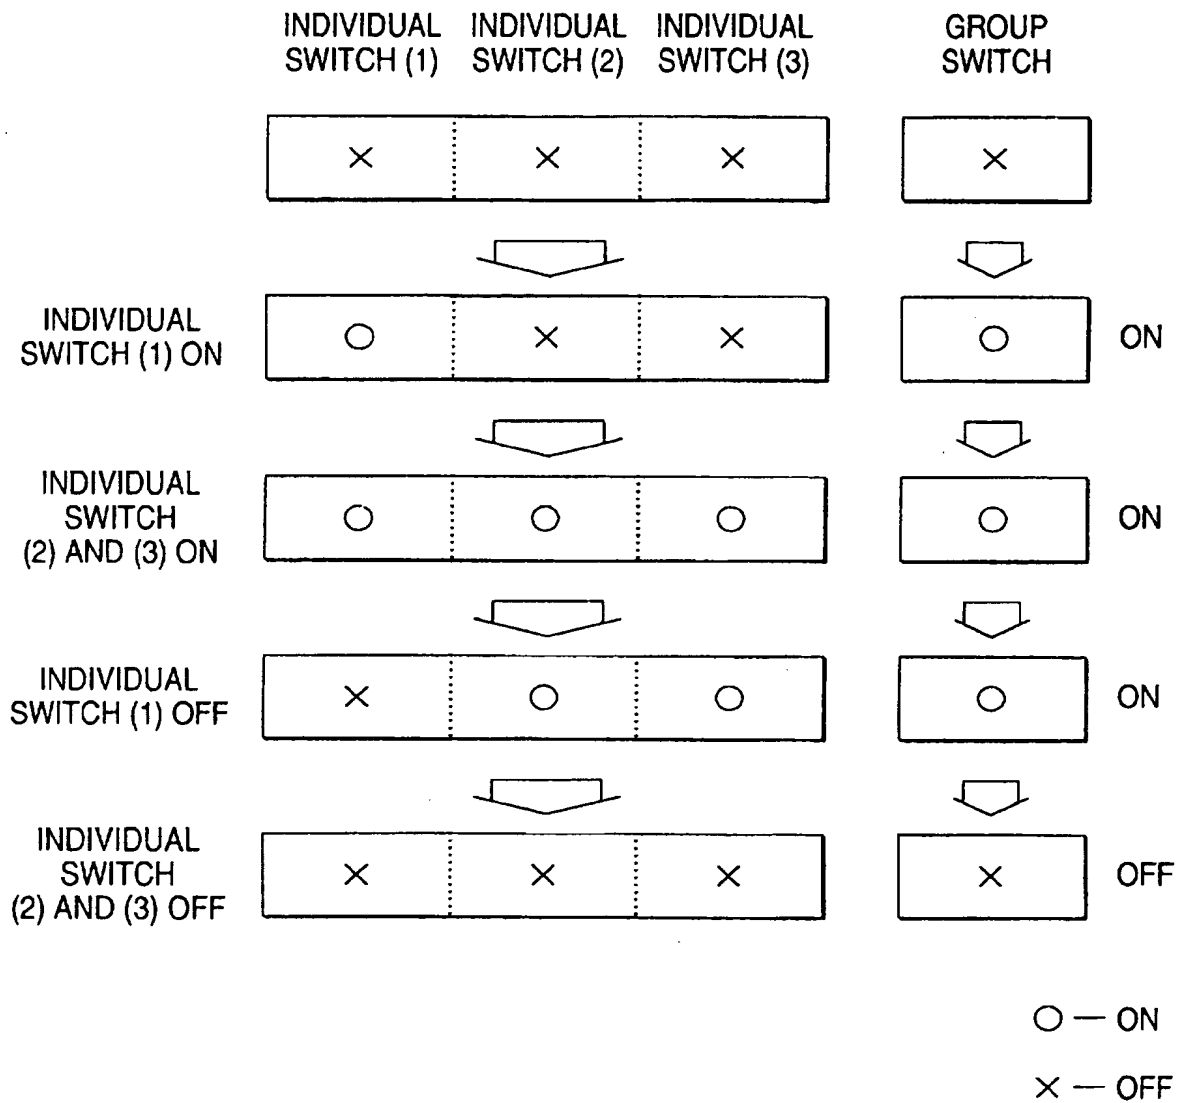 INDIVIDUAL SWITCH (1)
INDIVIDUAL SWITCH (2)
INDIVIDUAL SWITCH (3)
GROUP SWITCH
INDIVIDUAL
SWITCH (1) ON
ON
INDIVIDUAL
SWITCH
(2) AND (3) ON
ON
INDIVIDUAL
SWITCH (1) OFF
ON
INDIVIDUAL
SWITCH
(2) AND (3) OFF
OFF
○ — ON
× — OFF